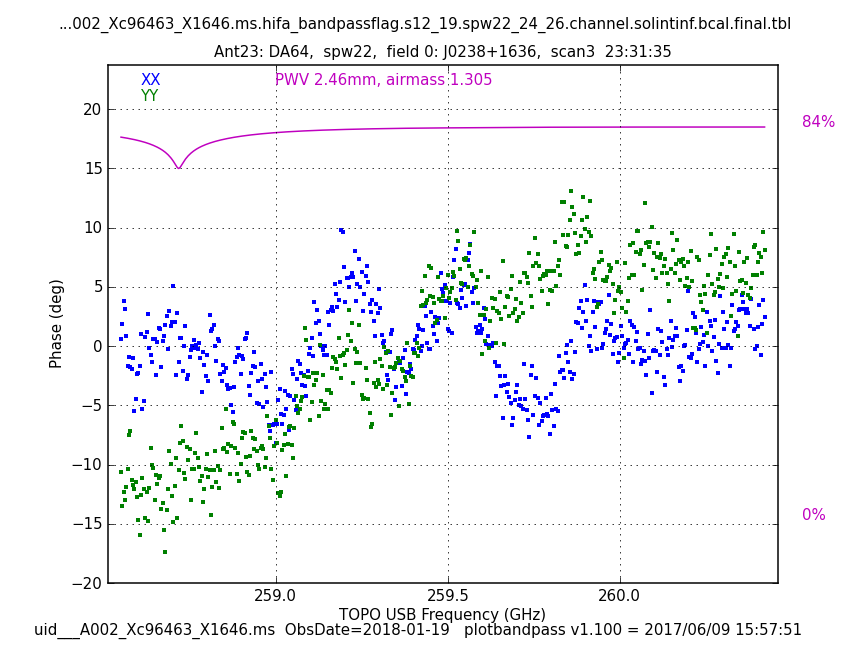 ...002_Xc96463_X1646.ms.hifa_bandpassflag.s12_19.spw22_24_26.channel.solintinf.bcal.final.tbl
Ant23: DA64,  spw22,  field 0: J0238+1636,  scan3  23:31:35
XX
PWV 2.46mm, airmass 1.305
YY
20
84%
15
10
5
0
−5
−10
−15
0%
−20
Phase (deg)
259.0
259.5
260.0
TOPO USB Frequency (GHz)
uid___A002_Xc96463_X1646.ms  ObsDate=2018-01-19   plotbandpass v1.100 = 2017/06/09 15:57:51